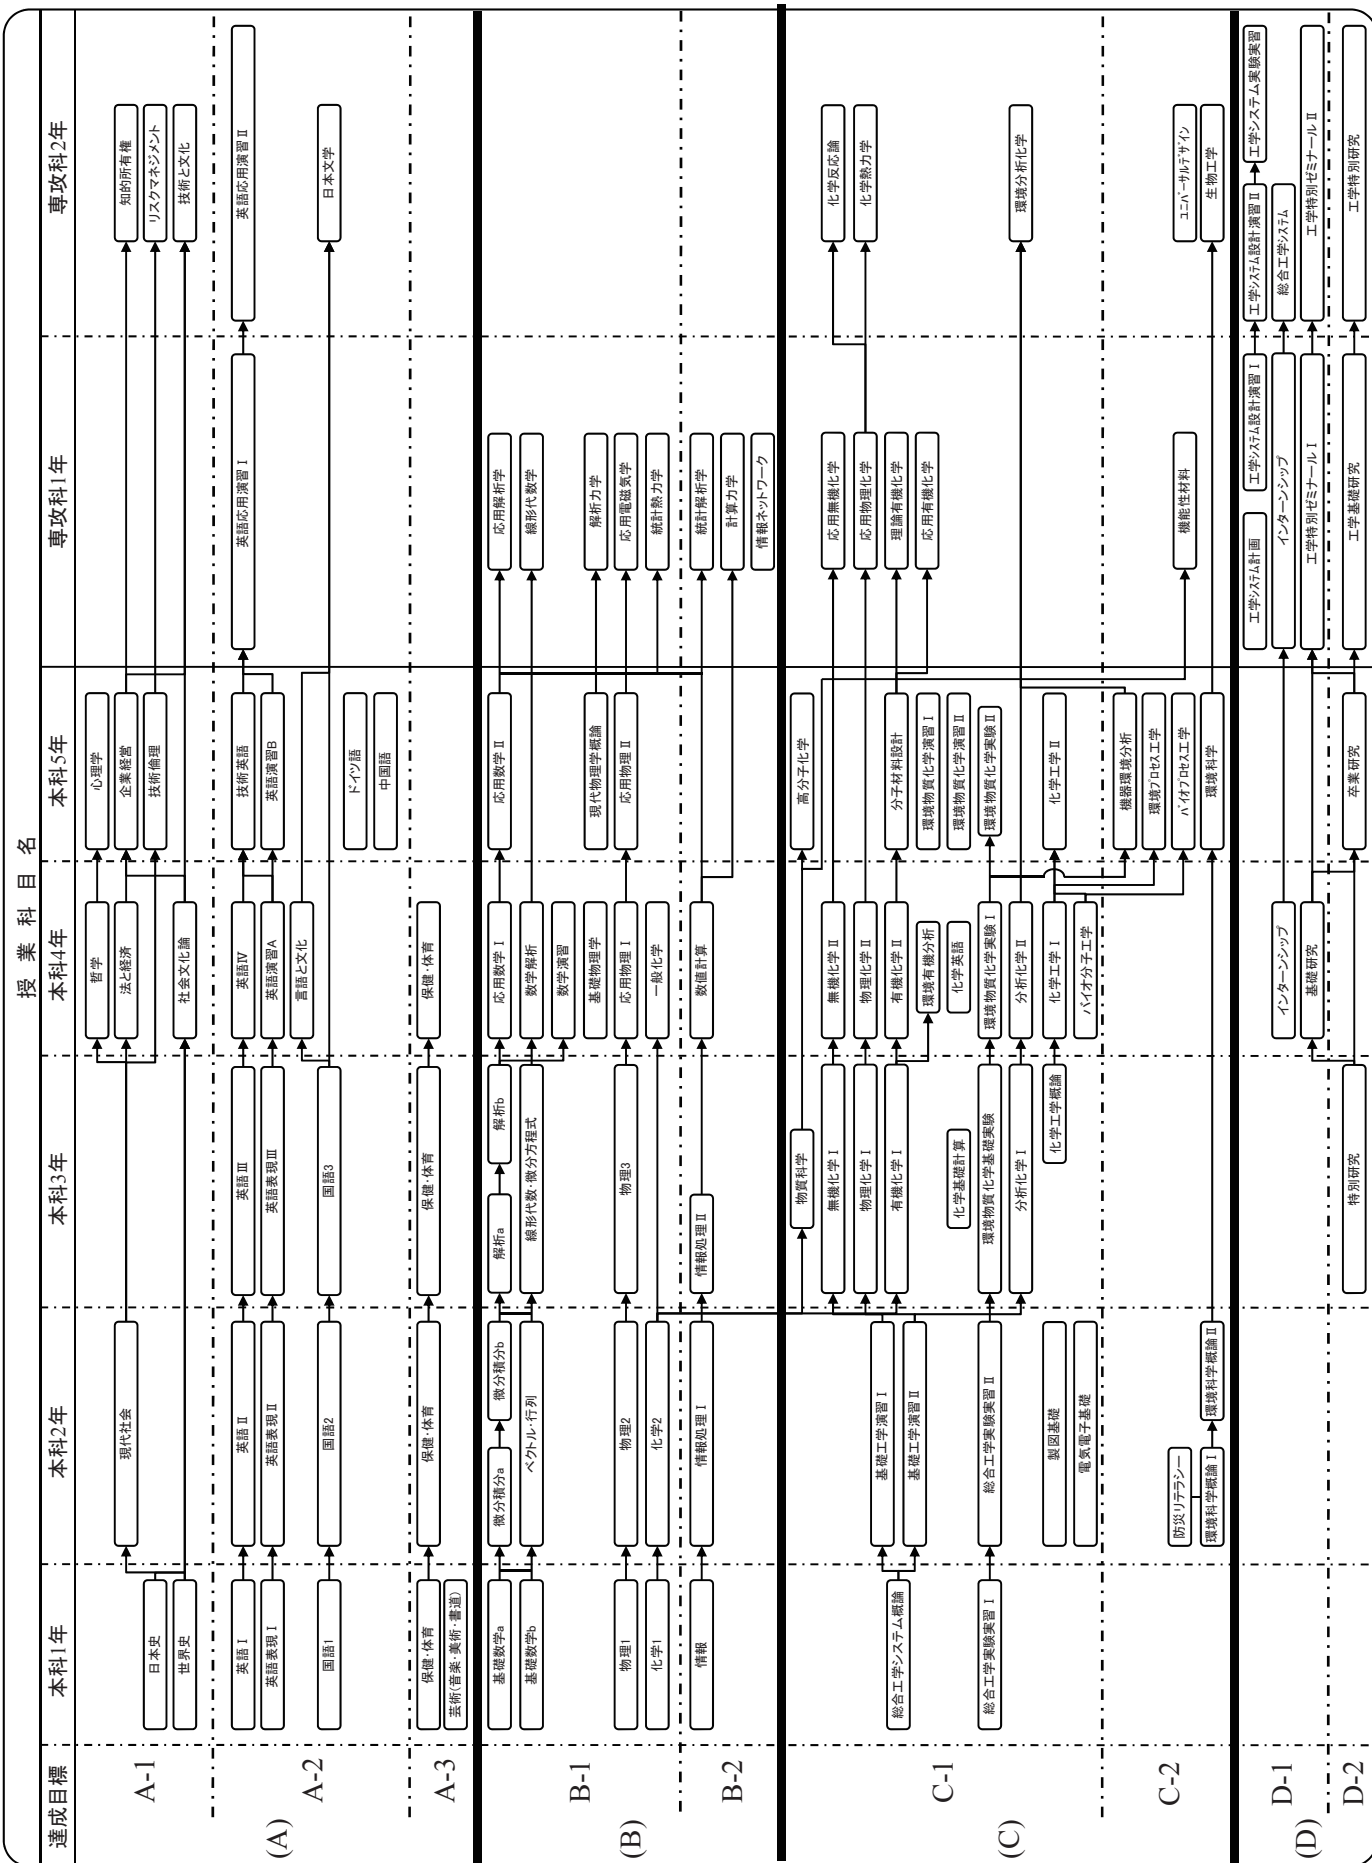 授業科目名
達成目標
本科1年
本科2年
本科3年
本科4年
本科5年
専攻科1年
専攻科2年
(A)
A-1
日本史
世界史
現代社会
哲学
法と経済
社会文化論
心理学
企業経営
技術倫理
知的所有権
リスクマネジメント
技術と文化
A-2
英語Ⅰ
英語表現Ⅰ
国語1
英語Ⅱ
英語表現Ⅱ
国語2
英語Ⅲ
英語表現Ⅲ
国語3
英語Ⅳ
英語演習A
言語と文化
技術英語
英語演習B
ドイツ語
中国語
英語応用演習Ⅰ
英語応用演習Ⅱ
日本文学
A-3
保健・体育
芸術(音楽・美術・書道)
保健・体育
保健・体育
保健・体育
(B)
B-1
基礎数学a
基礎数学b
物理1
化学1
微分積分a
微分積分b
ベクトル・行列
物理2
化学2
解析a
解析b
線形代数・微分方程式
物理3
応用数学Ⅰ
数学解析
数学演習
基礎物理学
応用物理Ⅰ
一般化学
応用数学Ⅱ
現代物理学概論
応用物理Ⅱ
応用解析学
線形代数学
解析力学
応用電磁気学
統計熱力学
B-2
情報
情報処理Ⅰ
情報処理Ⅱ
数値計算
統計解析学
計算力学
情報ネットワーク
(C)
C-1
総合工学システム概論
総合工学実験実習Ⅰ
基礎工学演習Ⅰ
基礎工学演習Ⅱ
総合工学実験実習Ⅱ
製図基礎
電気電子基礎
物質科学
無機化学Ⅰ
物理化学Ⅰ
有機化学Ⅰ
化学基礎計算
環境物質化学基礎実験
分析化学Ⅰ
化学工学概論
無機化学Ⅱ
物理化学Ⅱ
有機化学Ⅱ
環境有機分析
化学英語
環境物質化学実験Ⅰ
分析化学Ⅱ
化学工学Ⅰ
バイオ分子工学
高分子化学
分子材料設計
環境物質化学演習Ⅰ
環境物質化学演習Ⅱ
環境物質化学実験Ⅱ
化学工学Ⅱ
応用無機化学
応用物理化学
理論有機化学
応用有機化学
化学反応論
化学熱力学
環境分析化学
C-2
防災リテラシー
環境科学概論Ⅰ
環境科学概論Ⅱ
機器環境分析
環境プロセス工学
バイオプロセス工学
環境科学
機能性材料
ユニバーサルデザイン
生物工学
(D)
D-1
インターンシップ
基礎研究
工学システム計画
工学システム設計演習Ⅰ
インターンシップ
工学特別ゼミナールⅠ
工学システム設計演習Ⅱ
工学システム実験実習
総合工学システム
工学特別ゼミナールⅡ
D-2
特別研究
卒業研究
工学基礎研究
工学特別研究